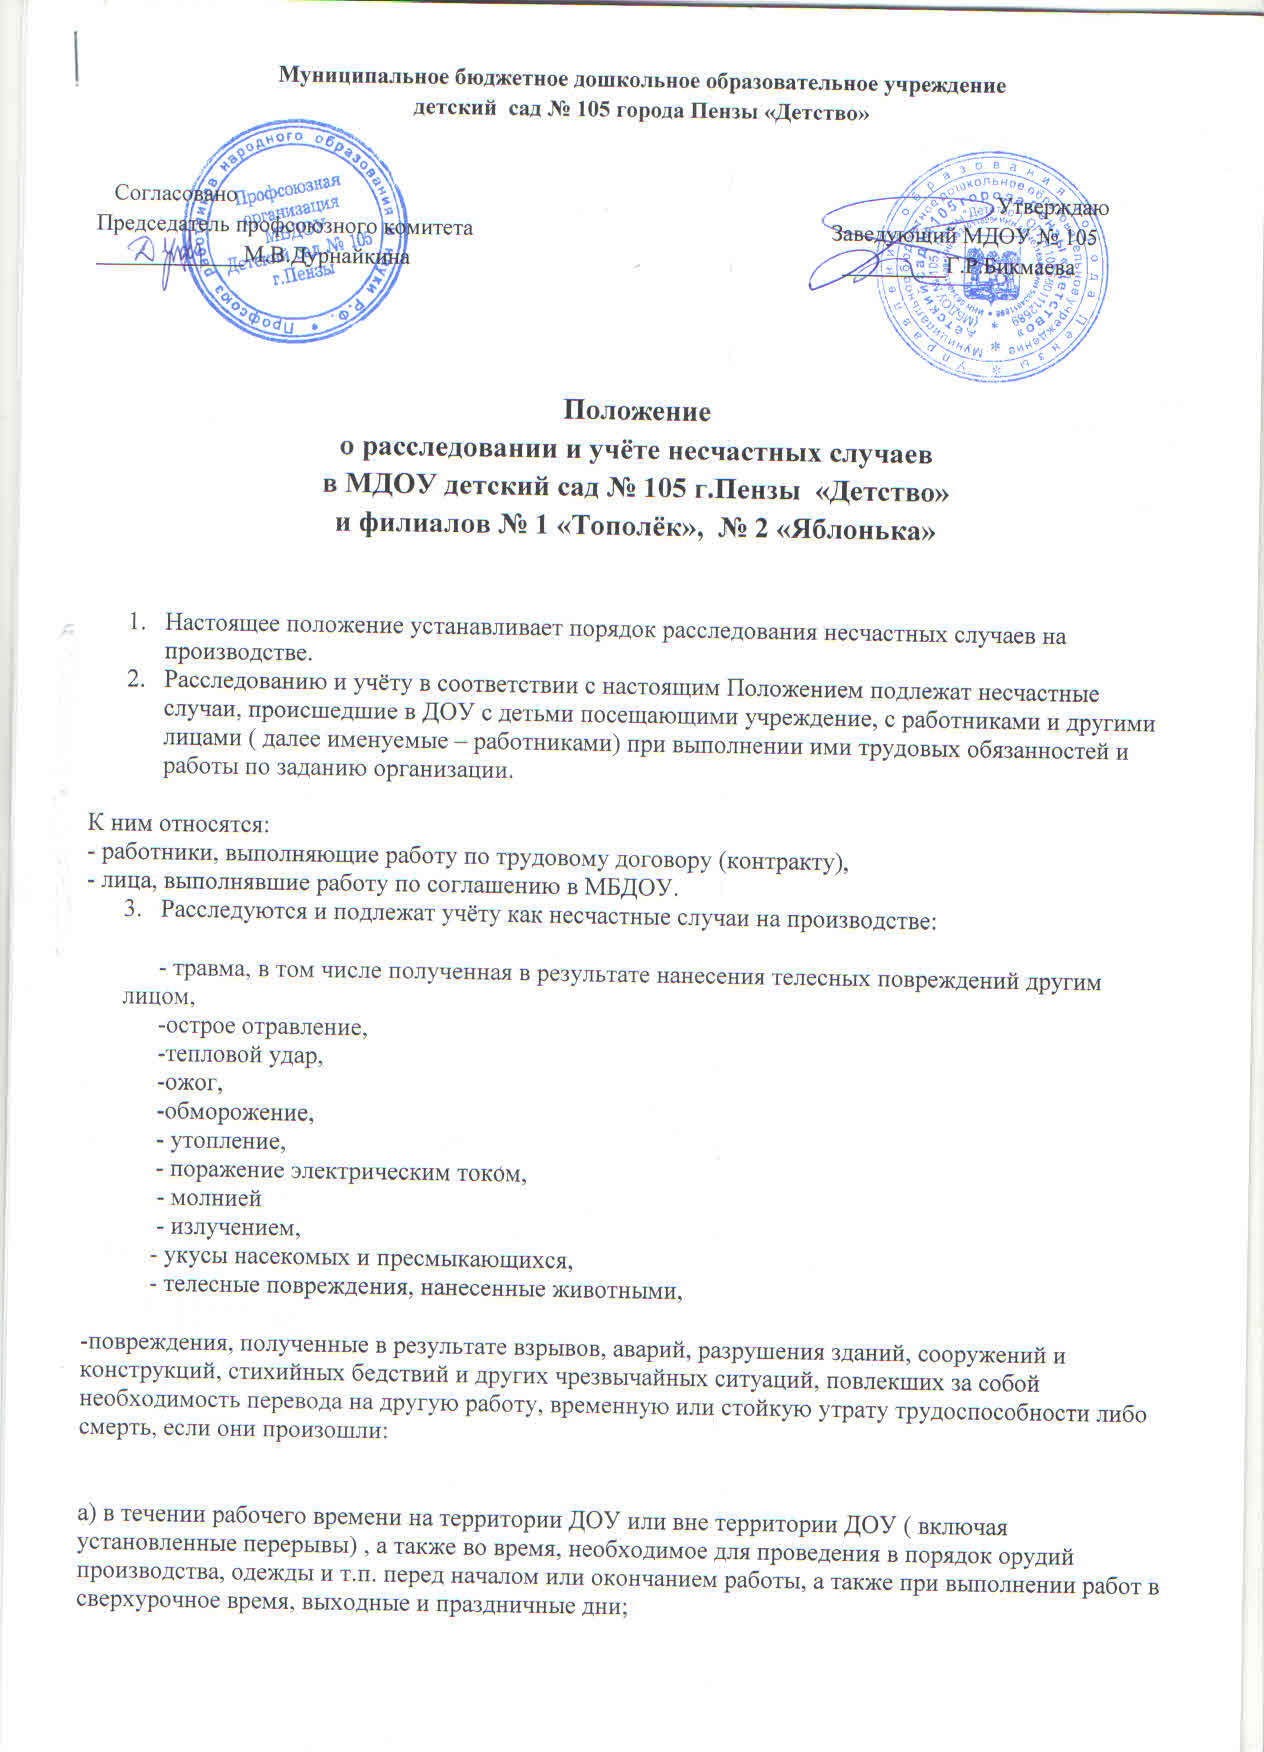 Муниципальное бюджетное дошкольное образовательное учреждение
детский сад № 105 города Пензы «Детство»
Согласовано
Председатель профсоюзного комитета
М.В.Дурнайкина
Профсоюзная
организация
МБДОУ
Детский сад № 105
г.Пензы
Утверждаю
Заведующий МДОУ № 105
Г.Р.Бикмаева
Положение
о расследовании и учёте несчастных случаев
в МДОУ детский сад № 105 г.Пензы «Детство»
и филиалов № 1 «Тополёк», № 2 «Яблонька»
1. Настоящее положение устанавливает порядок расследования несчастных случаев на
производстве.
2. Расследованию и учёту в соответствии с настоящим Положением подлежат несчастные
случаи, происшедшие в ДОУ с детьми посещающими учреждение, с работниками и другими
лицами ( далее именуемые – работниками) при выполнении ими трудовых обязанностей и
работы по заданию организации.
К ним относятся:
- работники, выполняющие работу по трудовому договору (контракту),
- лица, выполнявшие работу по соглашению в МБДОУ.
3. Расследуются и подлежат учёту как несчастные случаи на производстве:
- травма, в том числе полученная в результате нанесения телесных повреждений другим
лицом,
-острое отравление,
-тепловой удар,
-ожог,
-обморожение,
- утопление,
- поражение электрическим током,
- молнией
- излучением,
- укусы насекомых и пресмыкающихся,
- телесные повреждения, нанесенные животными,
-повреждения, полученные в результате взрывов, аварий, разрушения зданий, сооружений и
конструкций, стихийных бедствий и других чрезвычайных ситуаций, повлекших за собой
необходимость перевода на другую работу, временную или стойкую утрату трудоспособности либо
смерть, если они произошли:
а) в течении рабочего времени на территории ДОУ или вне территории ДОУ ( включая
установленные перерывы) , а также во время, необходимое для проведения в порядок орудий
производства, одежды и т.п. перед началом или окончанием работы, а также при выполнении работ в
сверхурочное время, выходные и праздничные дни;